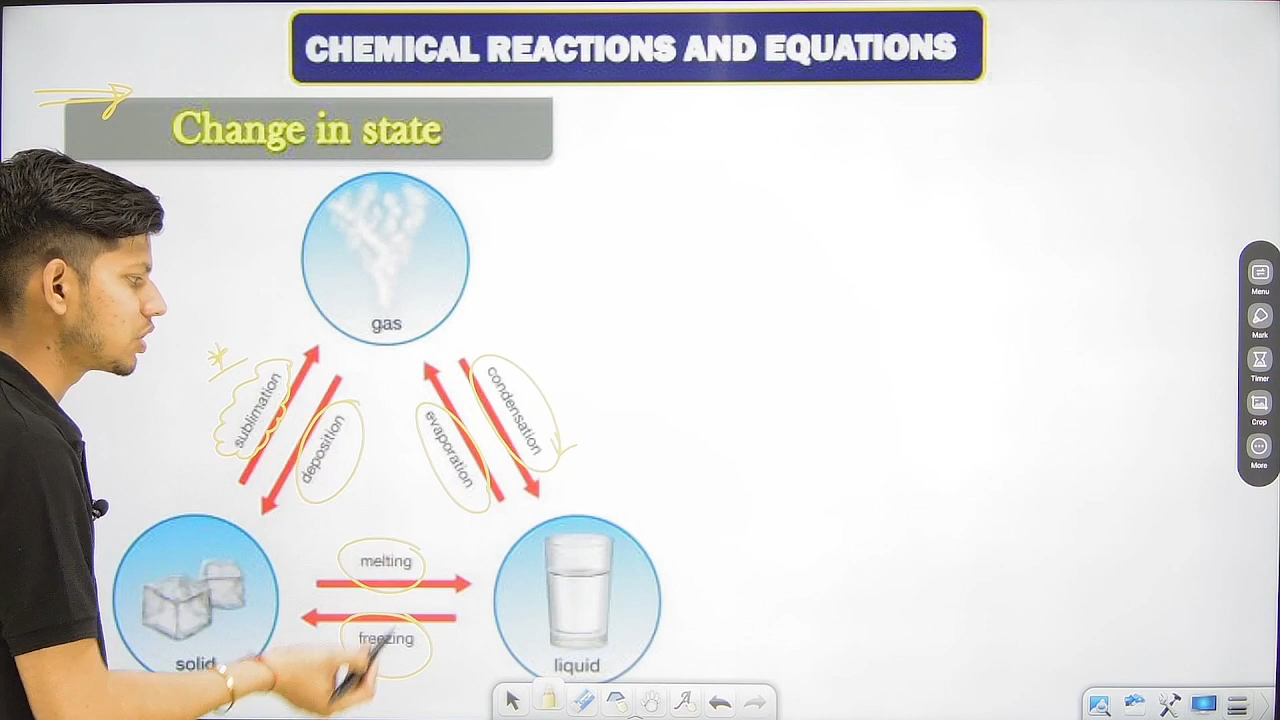 CHEMICAL REACTIONS AND EQUATIONS
Change in state
gas
sublimation
deposition
evaporation
condensation
melting
freezing
solid
liquid
Menu
Mark
Timer
Crop
More